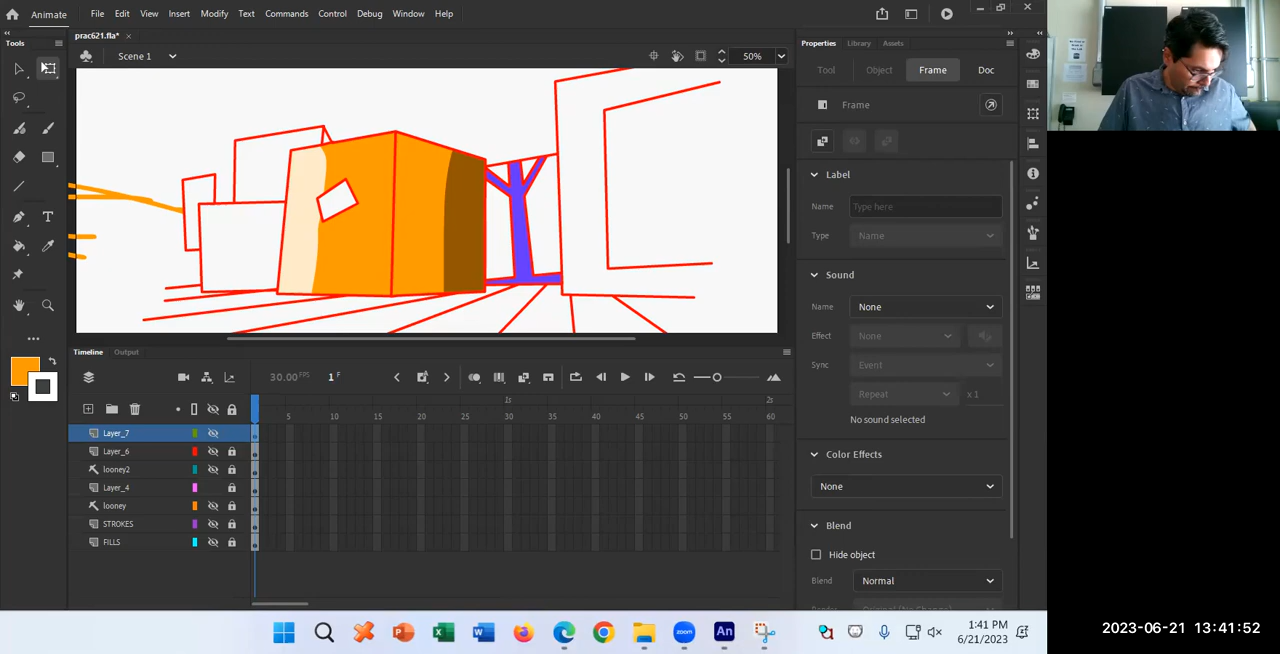 Animate File Edit View Insert Modify Text Commands Control Debug Window Help
prac621.fla* ×
Tools
Scene 1
50%
Properties Library Assets
Tool Object Frame Doc
Frame
Label
Name Type here
Type Name
Sound
Name None
Effect None
Sync Event
Repeat x 1
No sound selected
Color Effects
None
Blend
Hide object
Blend Normal
Timeline Output
30.00 FPS 1 F
1s 2s
5 10 15 20 25 30 35 40 45 50 55 60
Layer_7
Layer_6
looney2
Layer_4
looney
STROKES
FILLS
1:41 PM
6/21/2023
2023-06-21 13:41:52